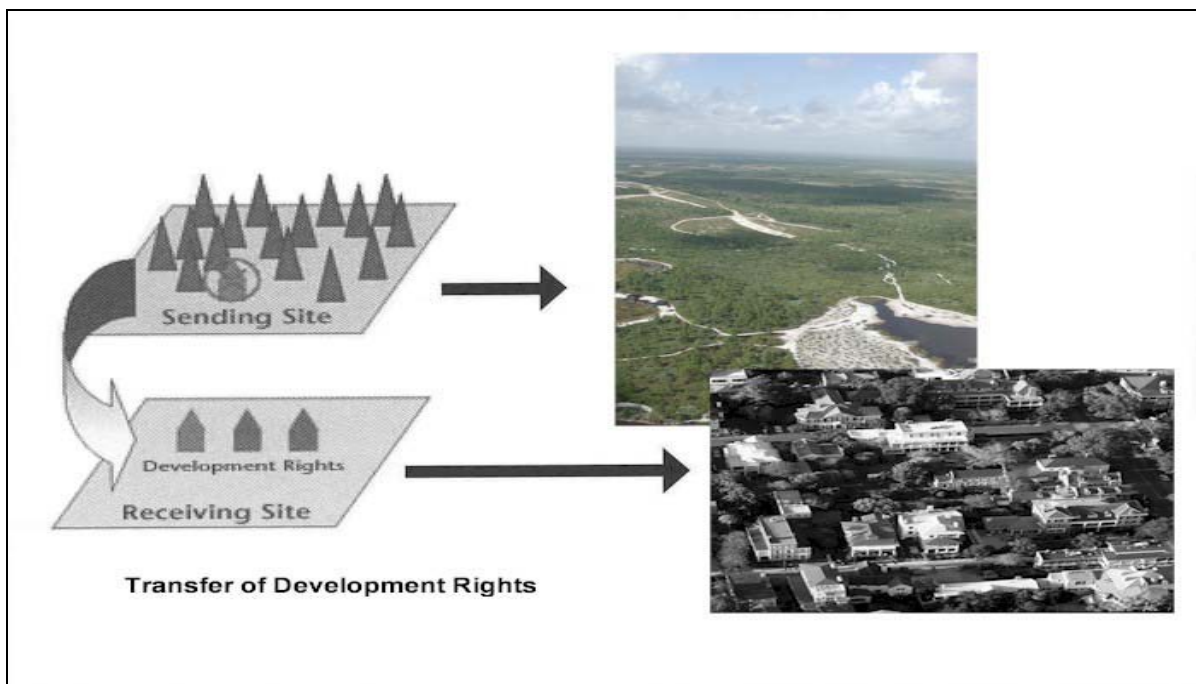 Sending Site
Development Rights
Receiving Site
Transfer of Development Rights